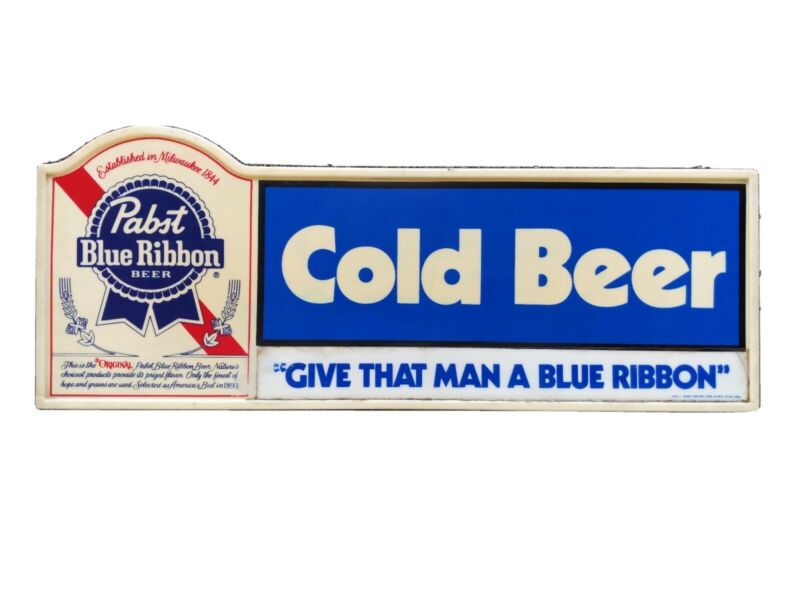 Established in Milwaukee 1844
Pabst
Blue Ribbon
BEER
®
This is the "ORIGINAL Pabst Blue Ribbon Beer. Nature's
choicest products provide its prized flavor. Only the finest of
hops and grains are used. Selected as America's Best in 1893.
Cold Beer
"GIVE THAT MAN A BLUE RIBBON"